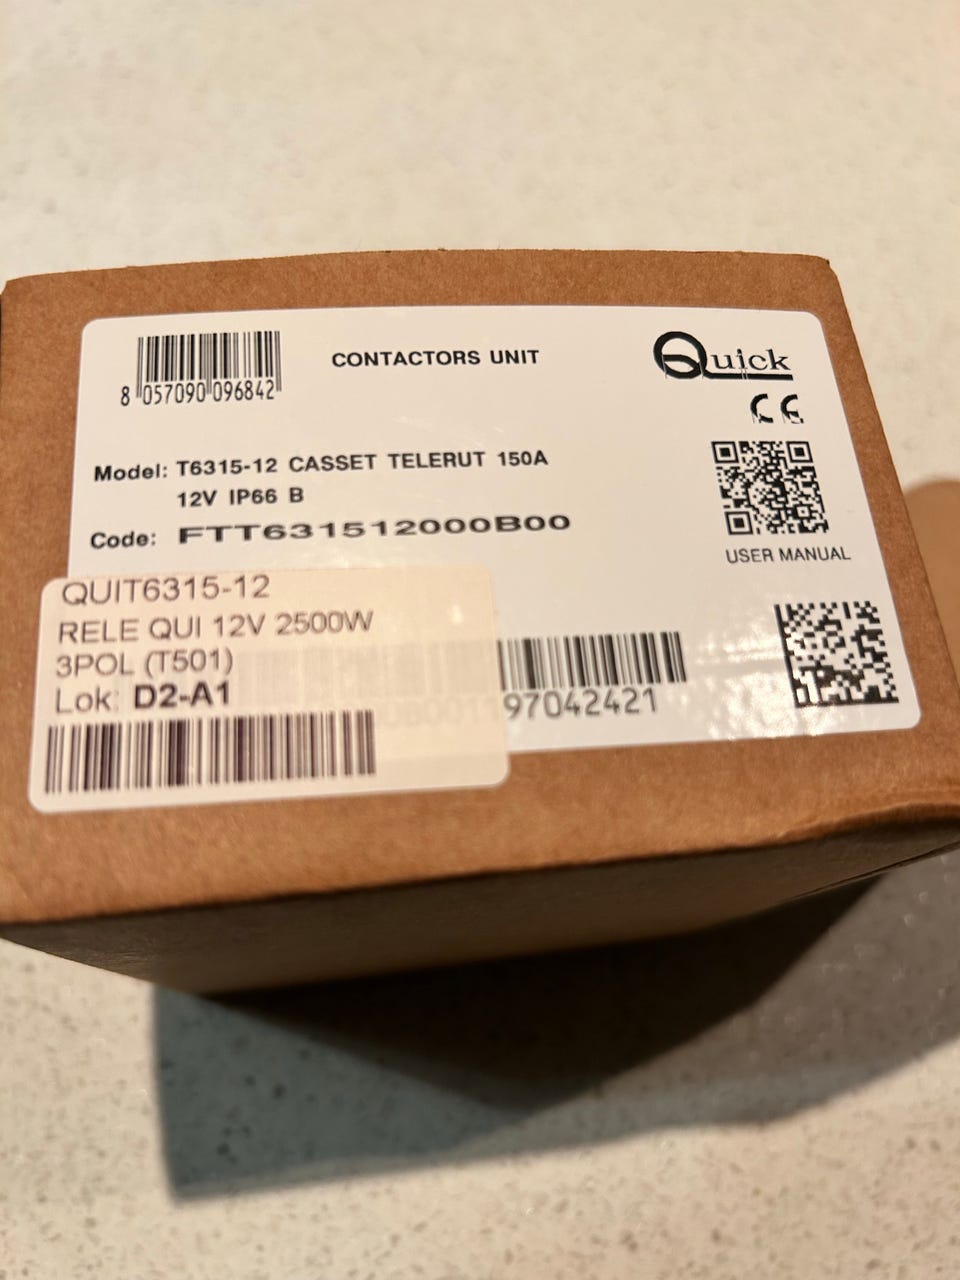 CONTACTORS UNIT
Quick
8 057090 096842
CE
Model: T6315-12 CASSET TELERUT 150A
12V IP66 B
Code: FTT631512000B00
USER MANUAL
QUIT6315-12
RELE QUI 12V 2500W
3POL (T501)
Lok: D2-A1
97042421